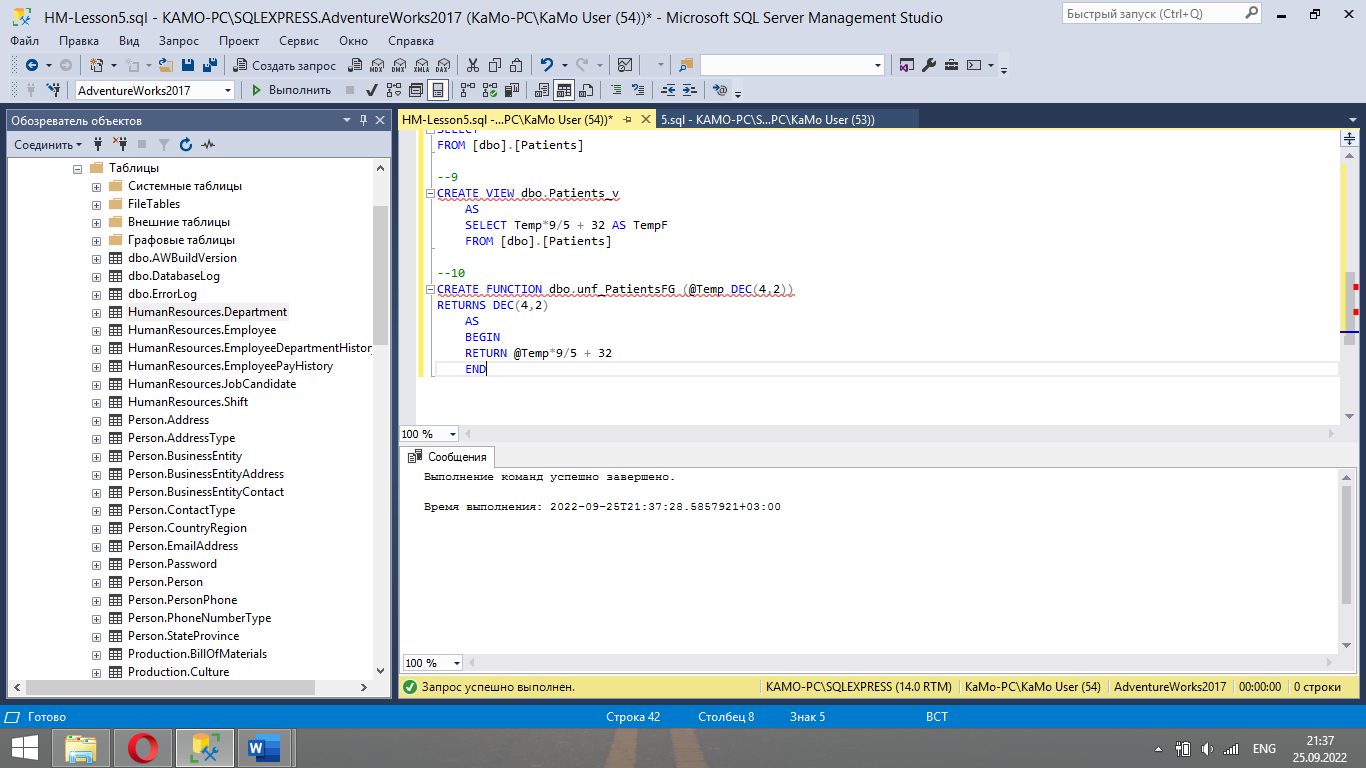 HM-Lesson5.sql - KAMO-PC\SQLEXPRESS.AdventureWorks2017 (KaMo-PC\KaMo User (54))* - Microsoft SQL Server Management Studio
Быстрый запуск (Ctrl+Q)
Файл Правка Вид Запрос Проект Сервис Окно Справка
Создать запрос MDX DMX XMLA DAX
AdventureWorks2017 Выполнить
Обозреватель объектов
Соединить
Таблицы
Системные таблицы
FileTables
Внешние таблицы
Графовые таблицы
dbo.AWBuildVersion
dbo.DatabaseLog
dbo.ErrorLog
HumanResources.Department
HumanResources.Employee
HumanResources.EmployeeDepartmentHistor
HumanResources.EmployeePayHistory
HumanResources.JobCandidate
HumanResources.Shift
Person.Address
Person.AddressType
Person.BusinessEntity
Person.BusinessEntityAddress
Person.BusinessEntityContact
Person.ContactType
Person.CountryRegion
Person.EmailAddress
Person.Password
Person.Person
Person.PersonPhone
Person.PhoneNumberType
Person.StateProvince
Production.BillOfMaterials
Production.Culture
HM-Lesson5.sql -...PC\KaMo User (54))* 5.sql - KAMO-PC\S...PC\KaMo User (53))
SELECT
FROM [dbo].[Patients]
--9
CREATE VIEW dbo.Patients_v
AS
SELECT Temp*9/5 + 32 AS TempF
FROM [dbo].[Patients]
--10
CREATE FUNCTION dbo.unf_PatientsFG (@Temp DEC(4,2))
RETURNS DEC(4,2)
AS
BEGIN
RETURN @Temp*9/5 + 32
END
100 %
Сообщения
Выполнение команд успешно завершено.
Время выполнения: 2022-09-25T21:37:28.5857921+03:00
100 %
Запрос успешно выполнен. KAMO-PC\SQLEXPRESS (14.0 RTM) KaMo-PC\KaMo User (54) AdventureWorks2017 00:00:00 0 строки
Готово Строка 42 Столбец 8 Знак 5 ВСТ
ENG 21:37
25.09.2022